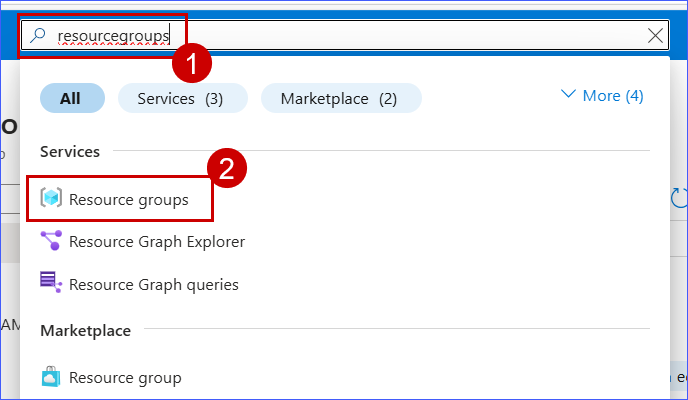 resourcegroups
1
All
Services (3)
Marketplace (2)
More (4)
Services
2
Resource groups
Resource Graph Explorer
Resource Graph queries
Marketplace
Resource group